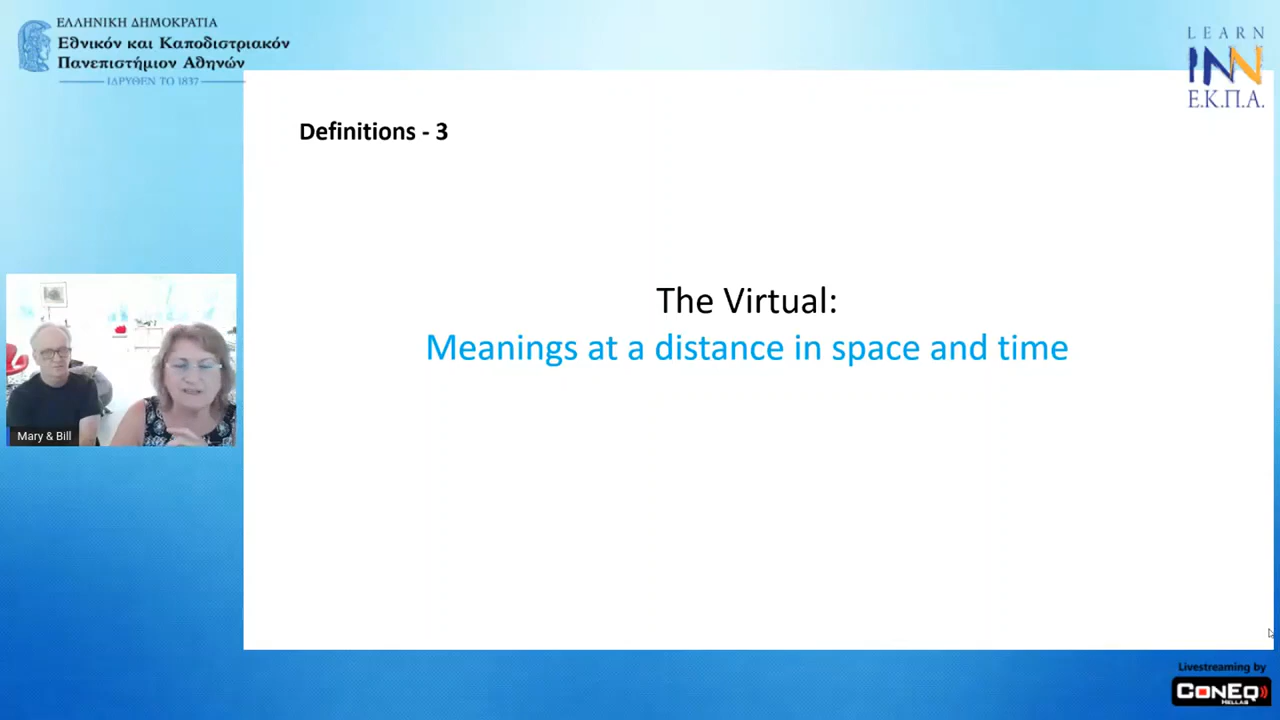 ΕΛΛΗΝΙΚΗ ΔΗΜΟΚΡΑΤΙΑ
Εθνικόν και Καποδιστριακόν
Πανεπιστήμιον Αθηνών
ΙΔΡΥΘΕΝ ΤΟ 1837
LEARN
INN
Ε.Κ.Π.Α.
Definitions - 3
The Virtual:
Meanings at a distance in space and time
Mary & Bill
Livestreaming by
CONEQ
HELLAS